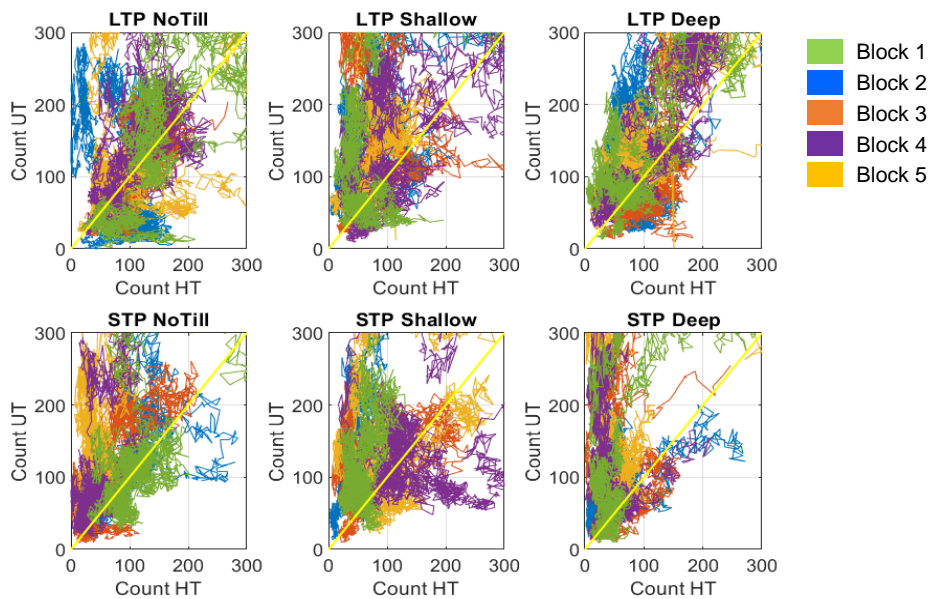 LTP NoTill
LTP Shallow
LTP Deep
300
200
100
0
Count UT
0 100 200 300
Count HT
300
200
100
0
Count UT
0 100 200 300
Count HT
300
200
100
0
Count UT
0 100 200 300
Count HT
Block 1
Block 2
Block 3
Block 4
Block 5
STP NoTill
STP Shallow
STP Deep
300
200
100
0
Count UT
0 100 200 300
Count HT
300
200
100
0
Count UT
0 100 200 300
Count HT
300
200
100
0
Count UT
0 100 200 300
Count HT